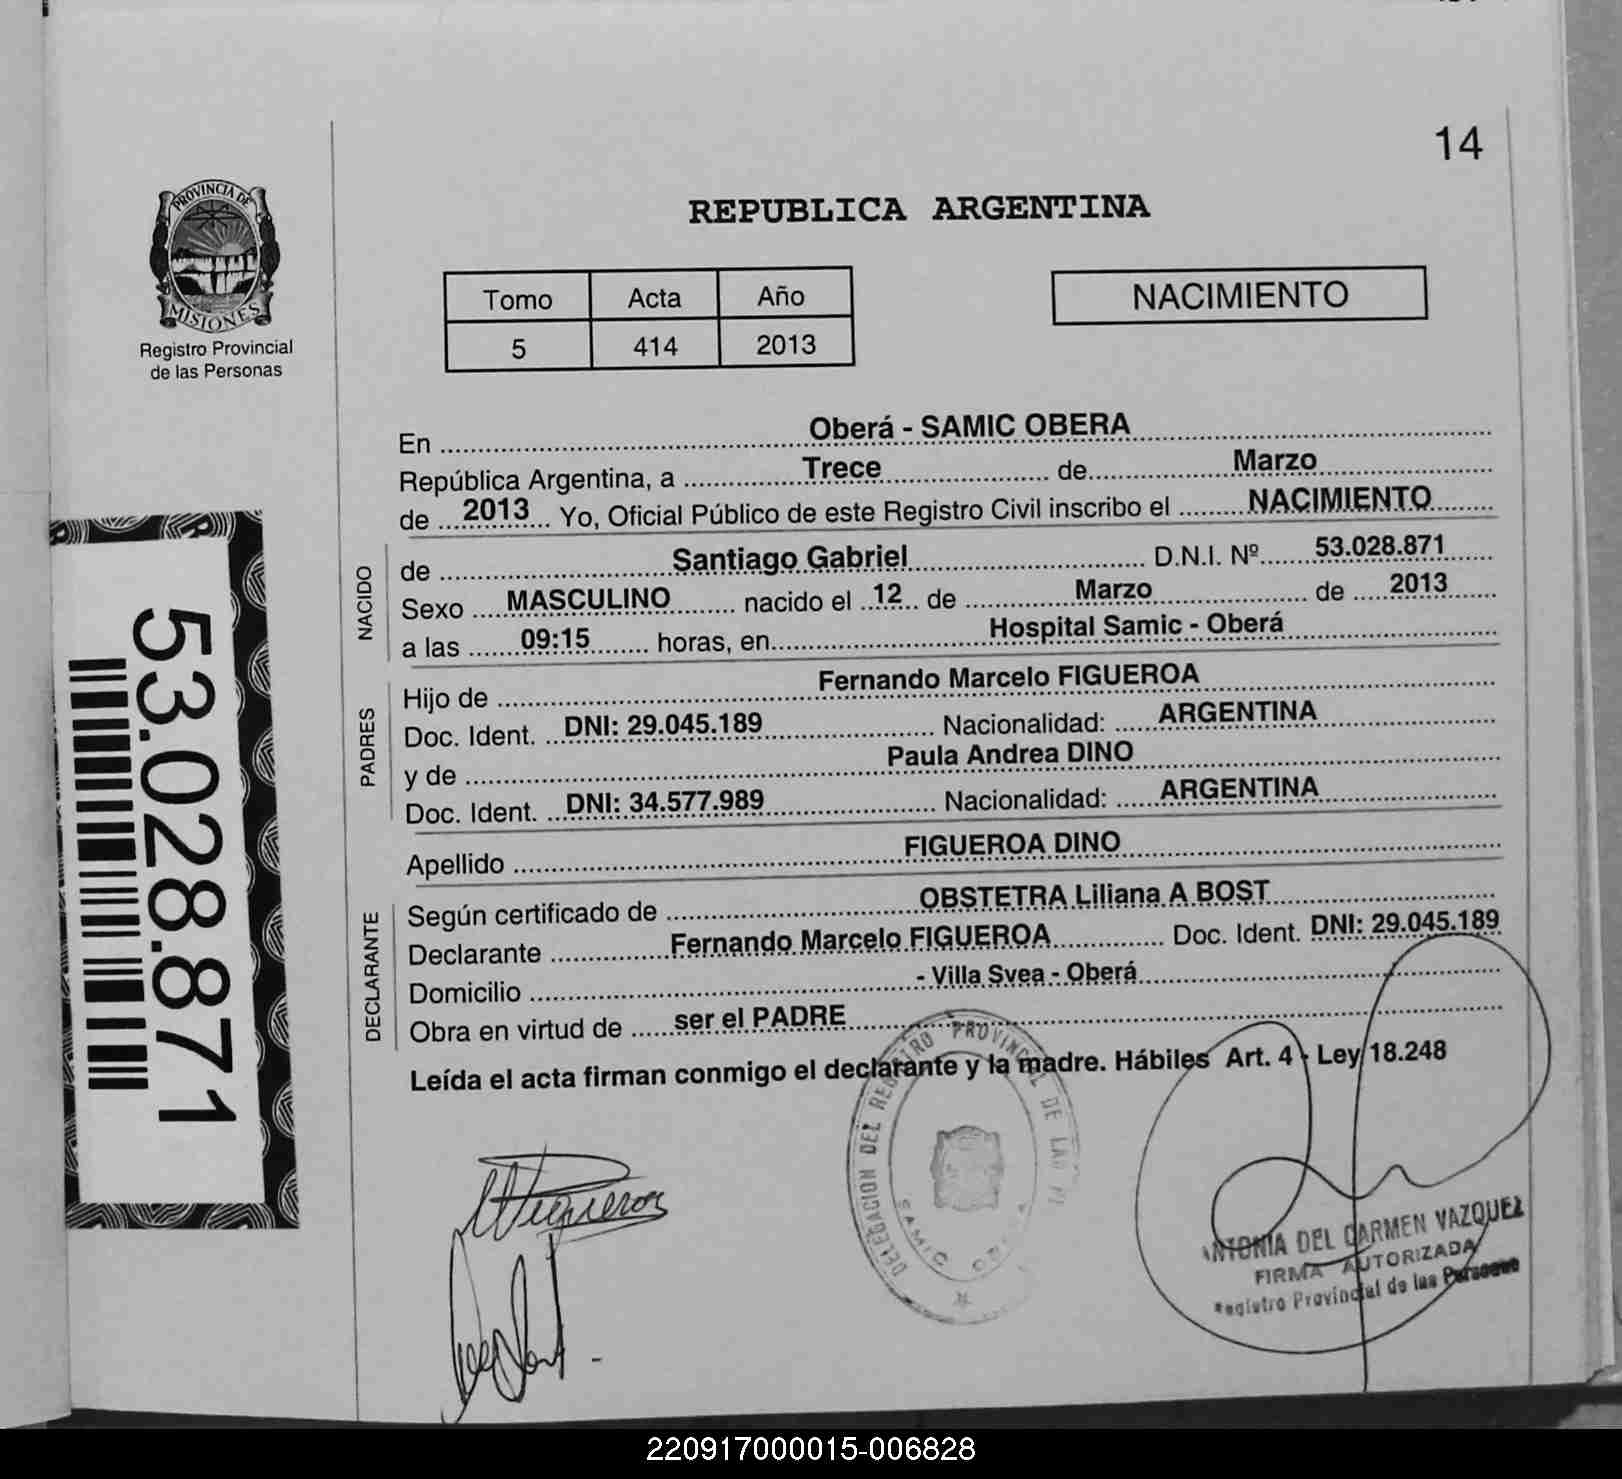 14
PROVINCIA DE
MISIONES
Registro Provincial
de las Personas
REPUBLICA ARGENTINA
Tomo Acta Año
5 414 2013
NACIMIENTO
En Oberá - SAMIC OBERA
República Argentina, a Trece de Marzo
de 2013 Yo, Oficial Público de este Registro Civil inscribo el NACIMIENTO
NACIDO
de Santiago Gabriel D.N.I. Nº 53.028.871
Sexo MASCULINO nacido el 12 de Marzo de 2013
a las 09:15 horas, en Hospital Samic - Oberá
PADRES
Hijo de Fernando Marcelo FIGUEROA
Doc. Ident. DNI: 29.045.189 Nacionalidad: ARGENTINA
y de Paula Andrea DINO
Doc. Ident. DNI: 34.577.989 Nacionalidad: ARGENTINA
Apellido FIGUEROA DINO
DECLARANTE
Según certificado de OBSTETRA Liliana A BOST
Declarante Fernando Marcelo FIGUEROA Doc. Ident. DNI: 29.045.189
Domicilio - Villa Svea - Oberá
Obra en virtud de ser el PADRE
Leída el acta firman conmigo el declarante y la madre. Hábiles Art. 4 - Ley 18.248
53.028.871
DELEGACION DEL REGISTRO PROVINCIAL DE LAS
SAMIC
ANTONIA DEL CARMEN VAZQUEZ
FIRMA AUTORIZADA
Registro Provincial de las Personas
220917000015-006828